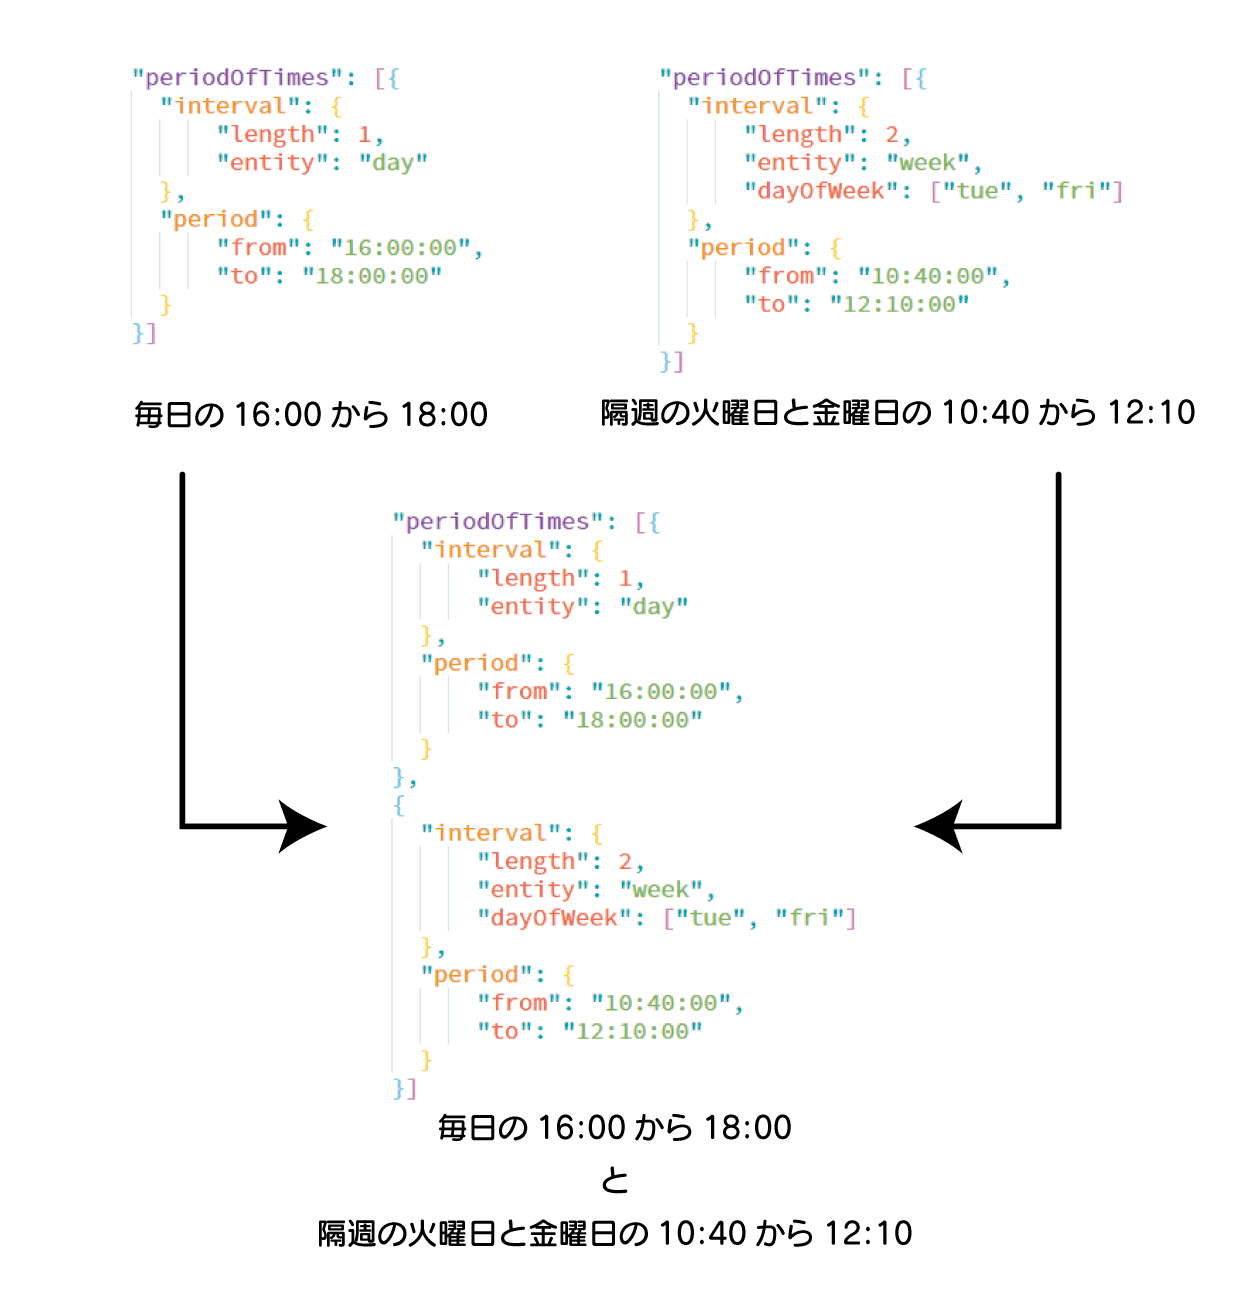 "periodOfTimes": [{
"interval": {
"length": 1,
"entity": "day"
},
"period": {
"from": "16:00:00",
"to": "18:00:00"
}
}]
毎日の 16:00 から 18:00
"periodOfTimes": [{
"interval": {
"length": 2,
"entity": "week",
"dayOfWeek": ["tue", "fri"]
},
"period": {
"from": "10:40:00",
"to": "12:10:00"
}
}]
隔週の火曜日と金曜日の 10:40 から 12:10
"periodOfTimes": [{
"interval": {
"length": 1,
"entity": "day"
},
"period": {
"from": "16:00:00",
"to": "18:00:00"
}
},
{
"interval": {
"length": 2,
"entity": "week",
"dayOfWeek": ["tue", "fri"]
},
"period": {
"from": "10:40:00",
"to": "12:10:00"
}
}]
毎日の 16:00 から 18:00
と
隔週の火曜日と金曜日の 10:40 から 12:10